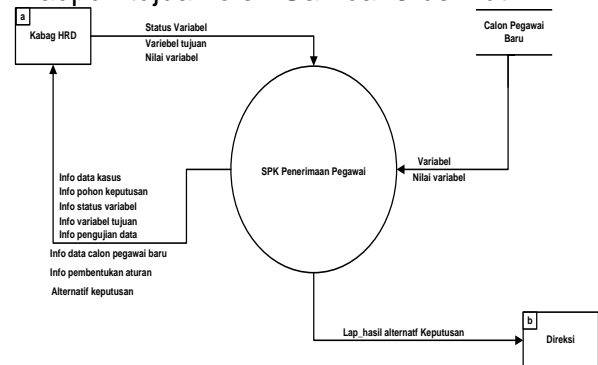 a
Kabag HRD
Status Variabel
Variebel tujuan
Nilai variabel
Calon Pegawai
Baru
SPK Penerimaan Pegawai
Variabel
Nilai variabel
Info data kasus
Info pohon keputusan
Info status variabel
Info variabel tujuan
Info pengujian data
Info data calon pegawai baru
Info pembentukan aturan
Alternatif keputusan
Lap_hasil alternatf Keputusan
b
Direksi